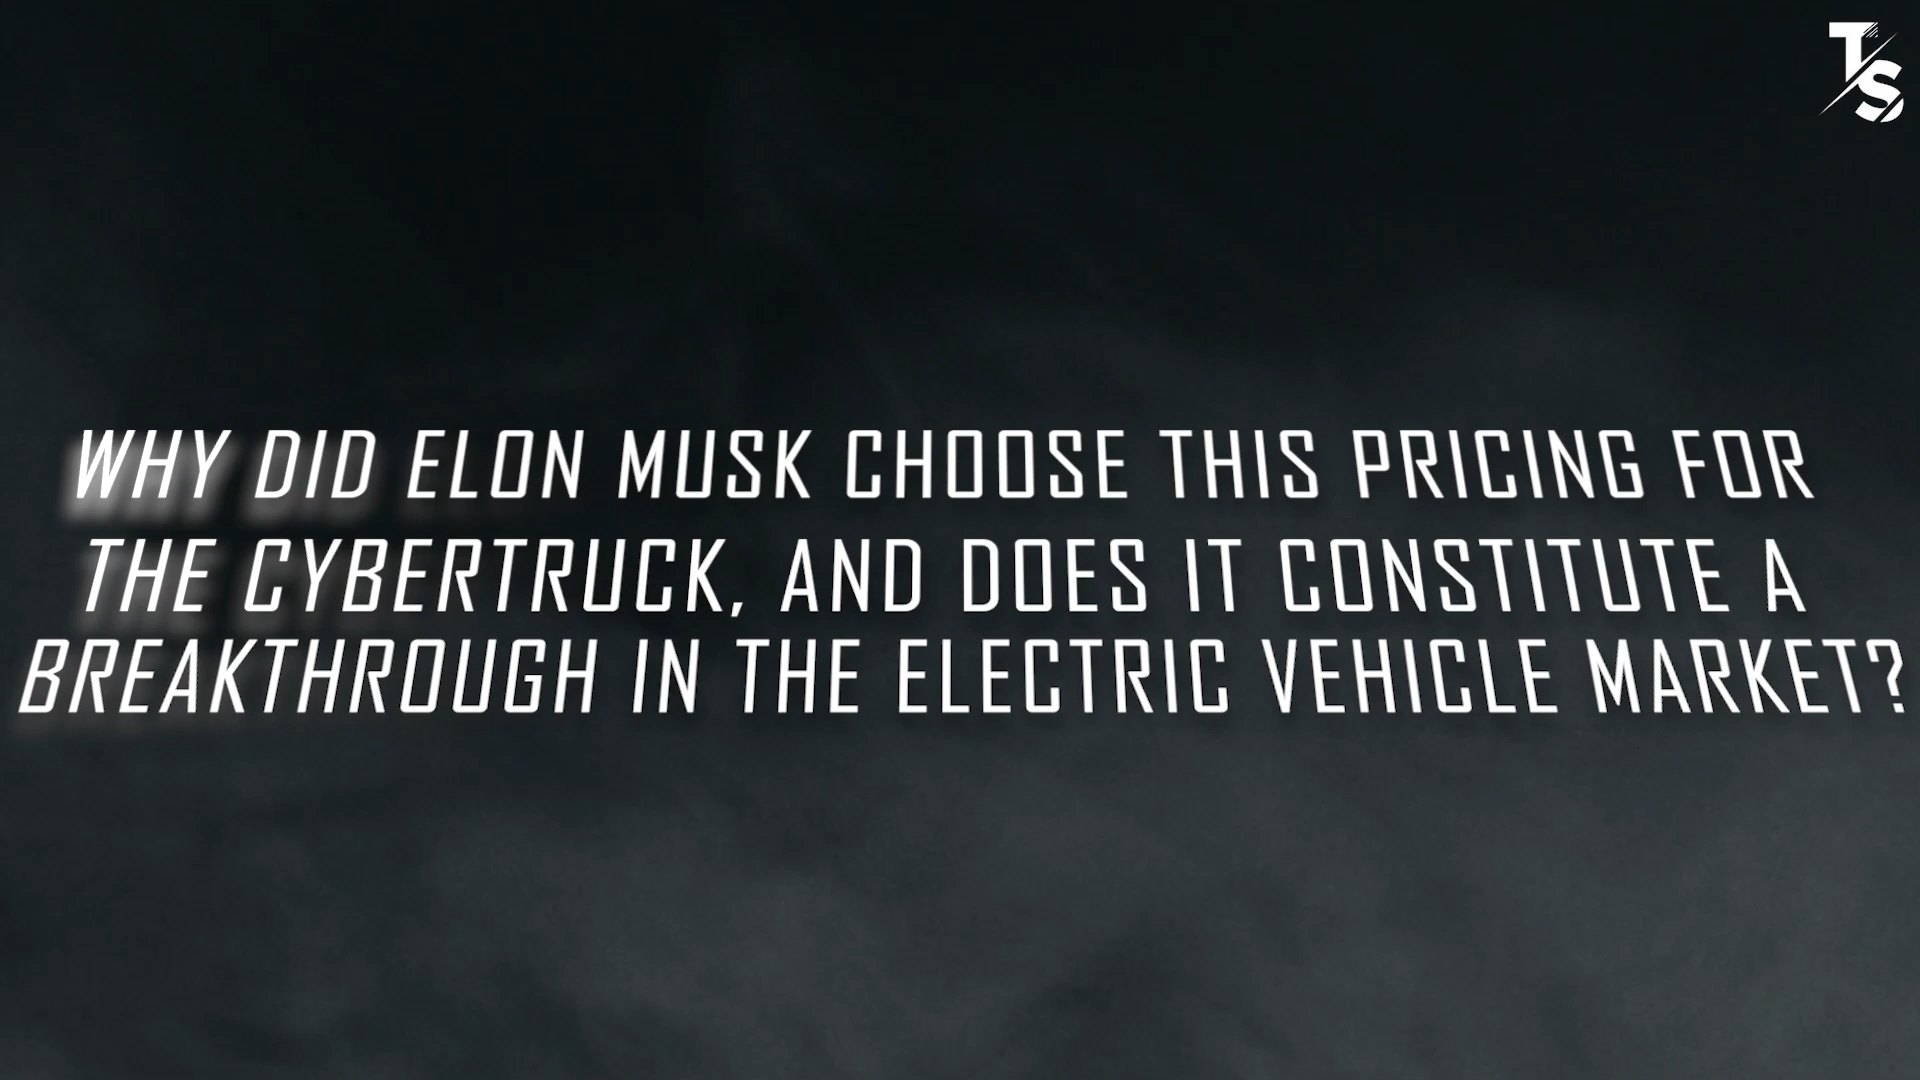 TS
WHY DID ELON MUSK CHOOSE THIS PRICING FOR
THE CYBERTRUCK, AND DOES IT CONSTITUTE A
BREAKTHROUGH IN THE ELECTRIC VEHICLE MARKET?